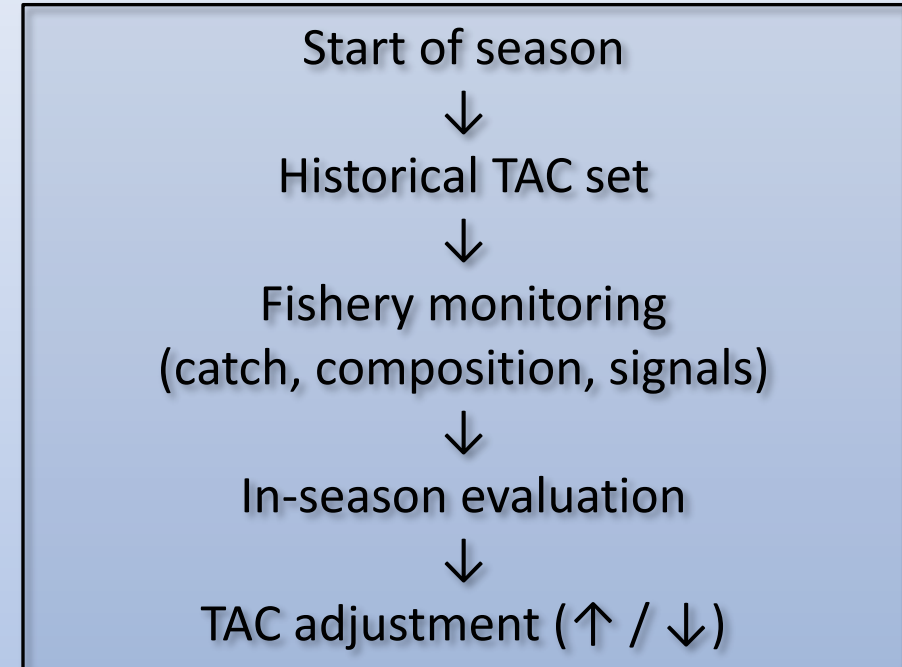 Start of season
↓
Historical TAC set
↓
Fishery monitoring
(catch, composition, signals)
↓
In-season evaluation
↓
TAC adjustment (↑ / ↓)